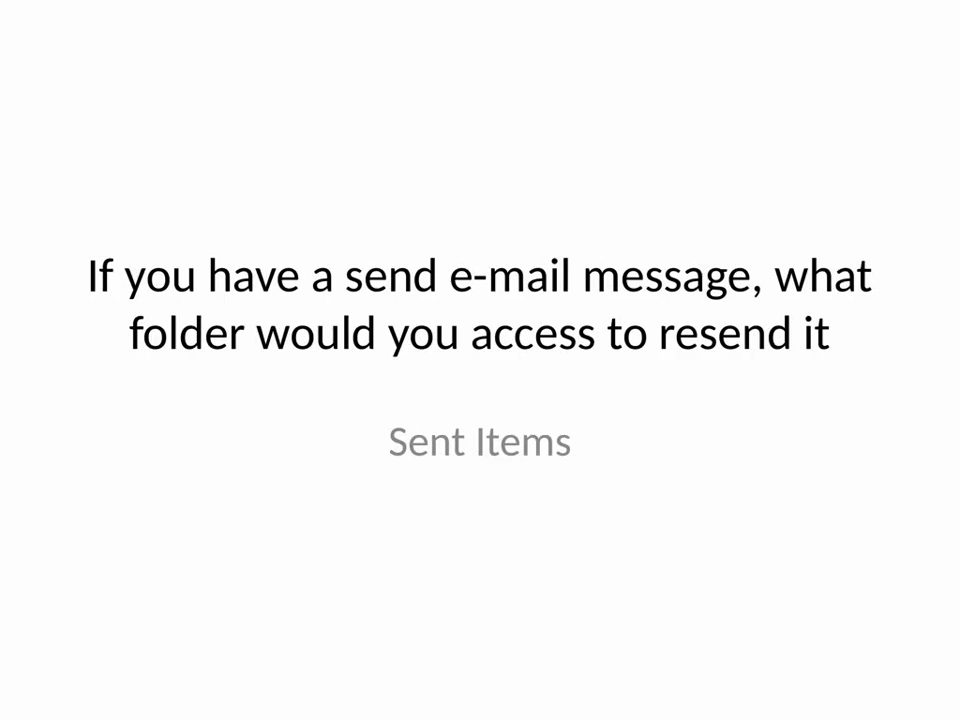 If you have a send e-mail message, what
folder would you access to resend it
Sent Items